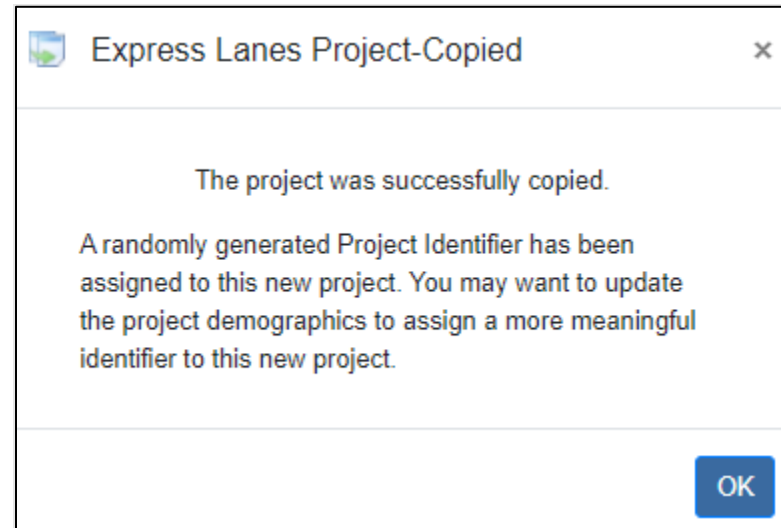 Express Lanes Project-Copied ×
The project was successfully copied.
A randomly generated Project Identifier has been
assigned to this new project. You may want to update
the project demographics to assign a more meaningful
identifier to this new project.
OK